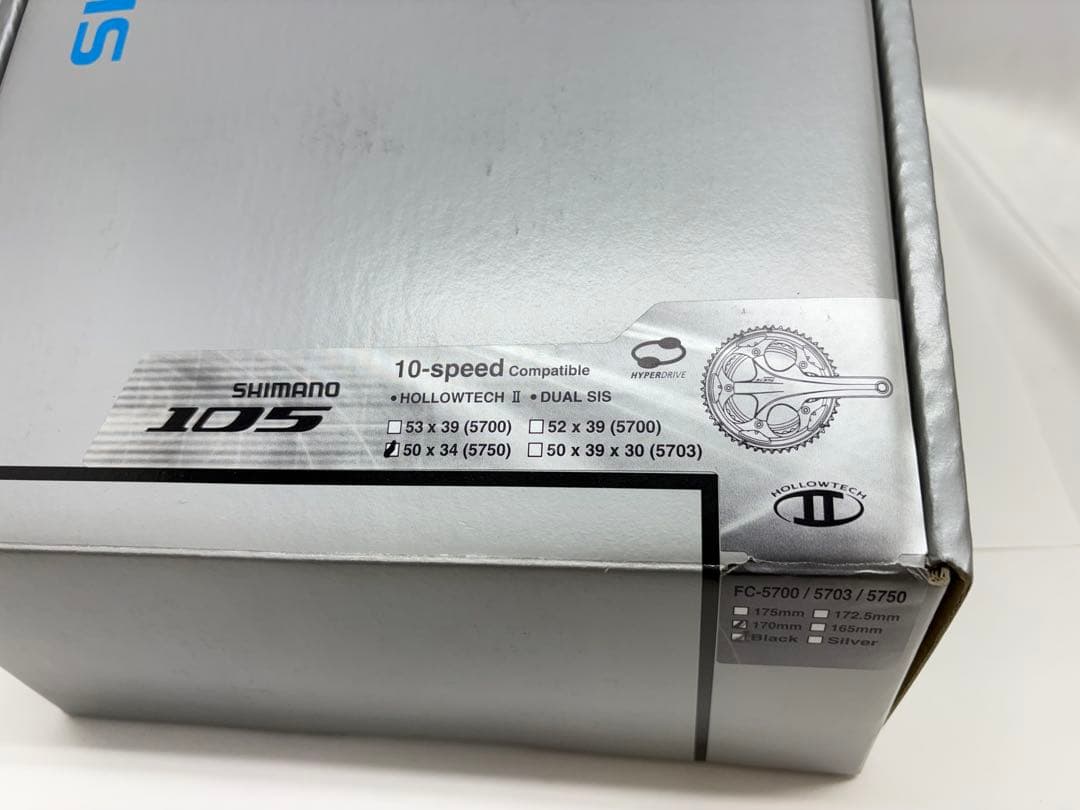 SIS
SHIMANO
105
10-speed Compatible
• HOLLOWTECH II • DUAL SIS
53 x 39 (5700) 52 x 39 (5700)
50 x 34 (5750) 50 x 39 x 30 (5703)
HYPERDRIVE
HOLLOWTECH
II
FC-5700 / 5703 / 5750
175mm 172.5mm
170mm 165mm
Black Silver